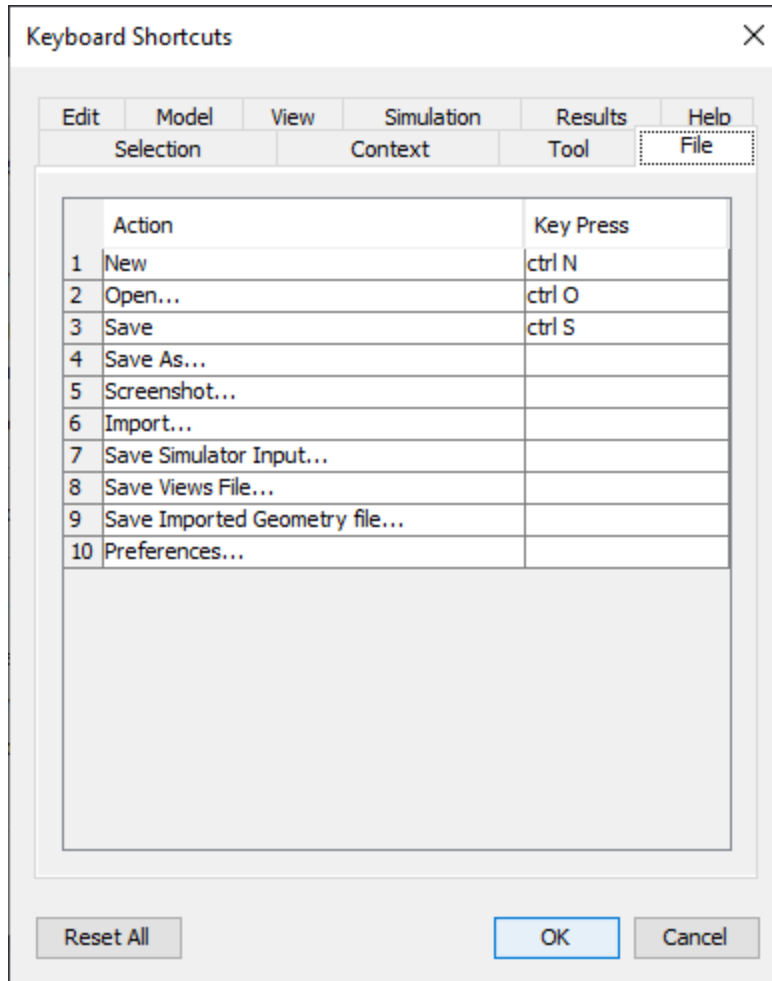 Keyboard Shortcuts
Edit Model View Simulation Results Help
Selection Context Tool File
Action Key Press
1 New ctrl N
2 Open... ctrl O
3 Save ctrl S
4 Save As...
5 Screenshot...
6 Import...
7 Save Simulator Input...
8 Save Views File...
9 Save Imported Geometry file...
10 Preferences...
Reset All OK Cancel